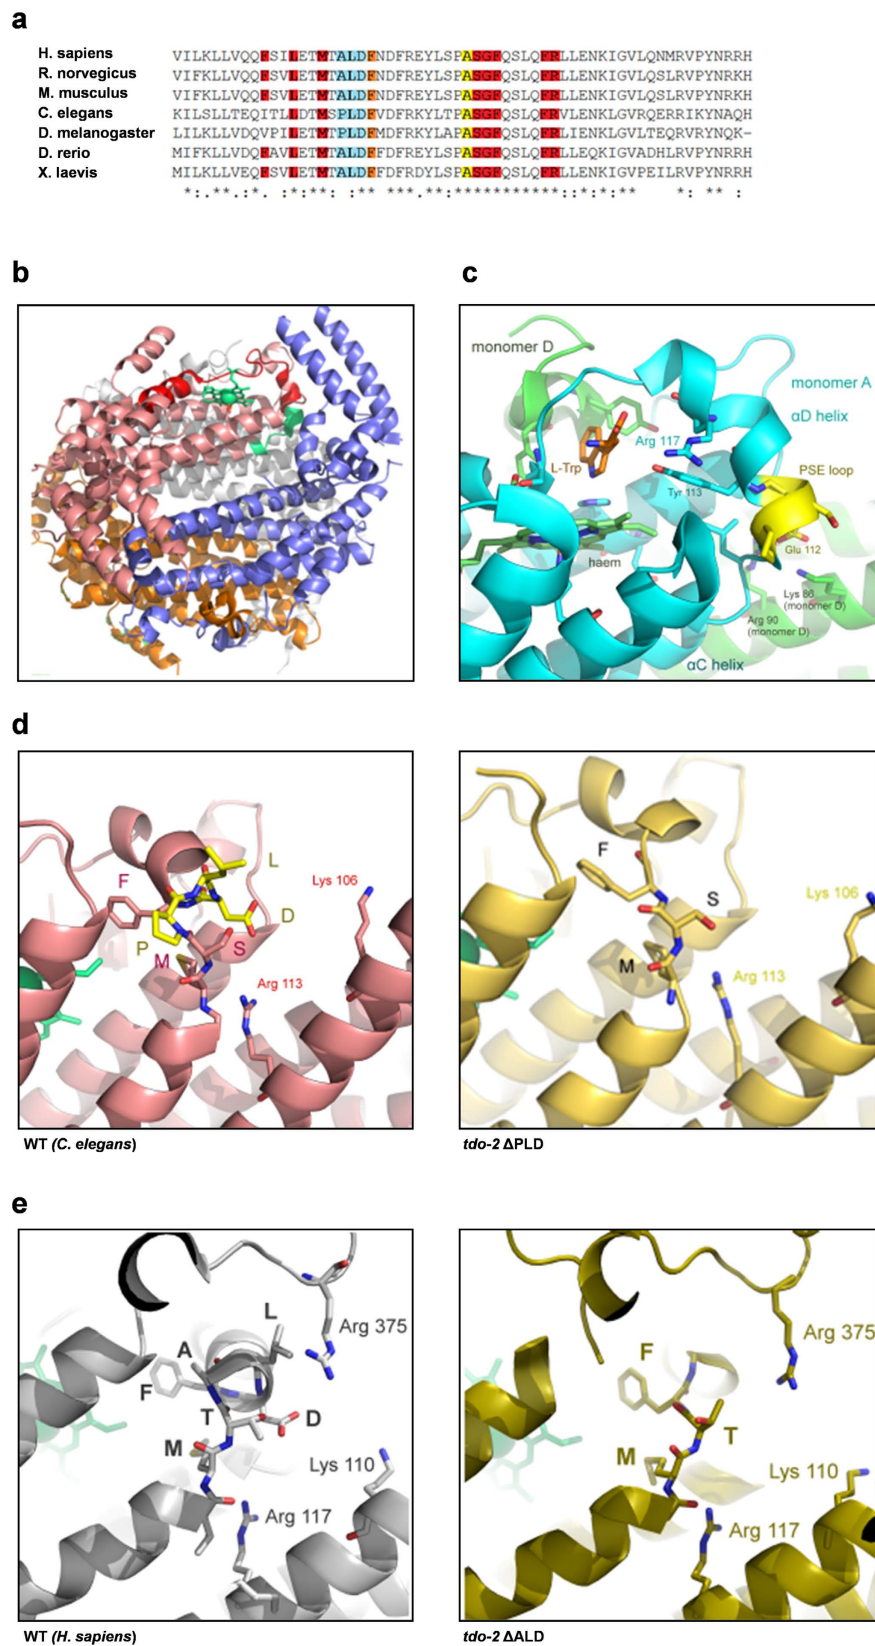 a
H. sapiens VILKLLVQQFSILETMTALDFNDFREYLSPASGFQSLQFRLLENKIGVLQNMRVPYNRRH
R. norvegicus VIFKLLVQQFSVLETMTALDFNDFREYLSPASGFQSLQFRLLENKIGVLQSLRVPYNRKH
M. musculus VIFKLLVQQFSVLETMTALDFNDFREYLSPASGFQSLQFRLLENKIGVLQSLRVPYNRKH
C. elegans KILSLLTEQITLLDTMSPLDFVDFRKYLTPASGFQSLQFRVLENKLGVRQERRIKYNAQH
D. melanogaster LILKLLVDQVPILETMTPLDFMDFRKYLAPASGFQSLQFRLIENKLGVLTEQRVRYNQK-
D. rerio MIFKLLVDQFAVLETMTALDFFDFREYLSPASGFQSLQFRLLEQKIGVADHLRVPYNRRH
X. laevis MILKLLVEQFSVLETMTALDFFDFRDYLSPASGFQSLQFRLLENKIGVPEILRVPYNRRH
b
c
monomer D
monomer A
αD helix
Arg 117
L-Trp
PSE loop
Tyr 113
Glu 112
haem
Lys 86
(monomer D)
Arg 90
(monomer D)
αC helix
d
L
F
Lys 106
D
P
S
M
Arg 113
WT (C. elegans)
F
S
Lys 106
M
Arg 113
tdo-2 ΔPLD
e
L
Arg 375
A
F
T
D
M
Lys 110
Arg 117
WT (H. sapiens)
Arg 375
F
T
M
Lys 110
Arg 117
tdo-2 ΔALD